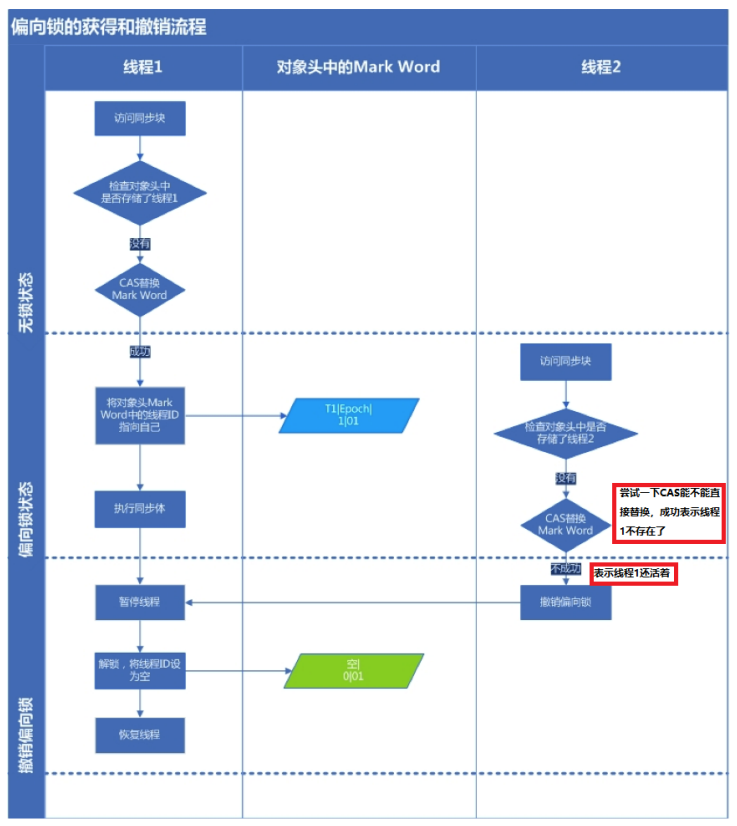 偏向锁的获得和撤销流程
线程1
对象头中的Mark Word
线程2
无锁状态
访问同步块
检查对象头中
是否存储了线程1
没有
CAS替换
Mark Word
偏向锁状态
成功
将对象头Mark
Word中的线程ID
指向自己
T1|Epoch|
1|01
执行同步体
访问同步块
检查对象头中是否
存储了线程2
没有
CAS替换
Mark Word
尝试一下CAS能不能直
接替换，成功表示线程
1不存在了
不成功
表示线程1还活着
撤销偏向锁
暂停线程
撤销偏向锁
解锁，将线程ID设
为空
空|
0|01
恢复线程